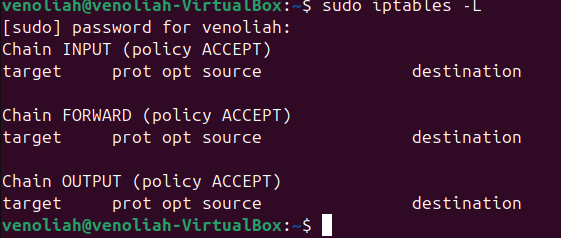 venoliah@venoliah-VirtualBox:~$ sudo iptables -L
[sudo] password for venoliah:
Chain INPUT (policy ACCEPT)
target     prot opt source               destination

Chain FORWARD (policy ACCEPT)
target     prot opt source               destination

Chain OUTPUT (policy ACCEPT)
target     prot opt source               destination
venoliah@venoliah-VirtualBox:~$